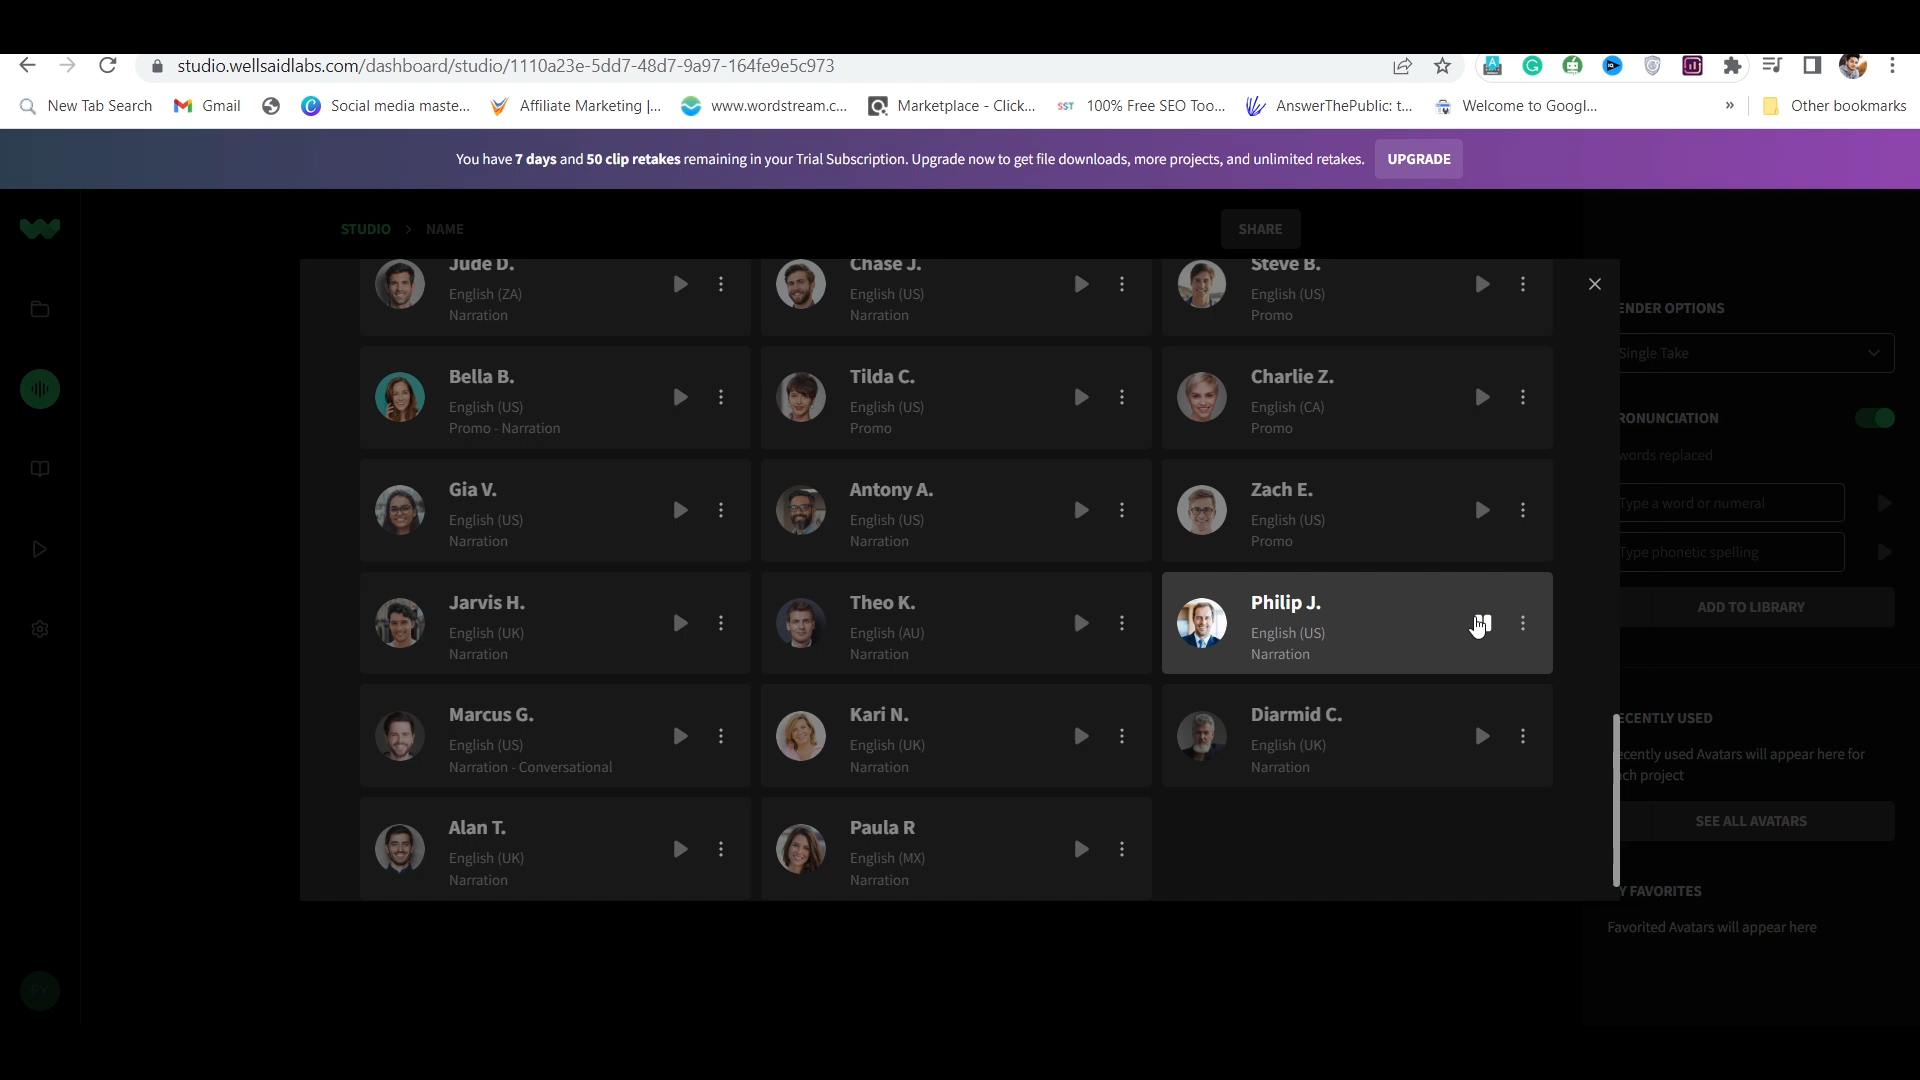 studio.wellsaidlabs.com/dashboard/studio/1110a23e-5dd7-48d7-9a97-164fe9e5c973
New Tab Search
Gmail
Social media maste...
Affiliate Marketing |...
www.wordstream.c...
Marketplace - Click...
SST 100% Free SEO Too...
AnswerThePublic: t...
Welcome to Googl...
»
Other bookmarks
You have 7 days and 50 clip retakes remaining in your Trial Subscription. Upgrade now to get file downloads, more projects, and unlimited retakes.
UPGRADE
STUDIO > NAME
SHARE
Jude D.
English (ZA)
Narration
Chase J.
English (US)
Narration
Steve B.
English (US)
Promo
Bella B.
English (US)
Promo - Narration
Tilda C.
English (US)
Promo
Charlie Z.
English (CA)
Promo
Gia V.
English (US)
Narration
Antony A.
English (US)
Narration
Zach E.
English (US)
Promo
Jarvis H.
English (UK)
Narration
Theo K.
English (AU)
Narration
Philip J.
English (US)
Narration
Marcus G.
English (US)
Narration - Conversational
Kari N.
English (UK)
Narration
Diarmid C.
English (UK)
Narration
Alan T.
English (UK)
Narration
Paula R
English (MX)
Narration
ENDER OPTIONS
Single Take
RONUNCIATION
words replaced
Type a word or numeral
Type phonetic spelling
ADD TO LIBRARY
ECENTLY USED
ecently used Avatars will appear here for
ch project
SEE ALL AVATARS
Y FAVORITES
Favorited Avatars will appear here